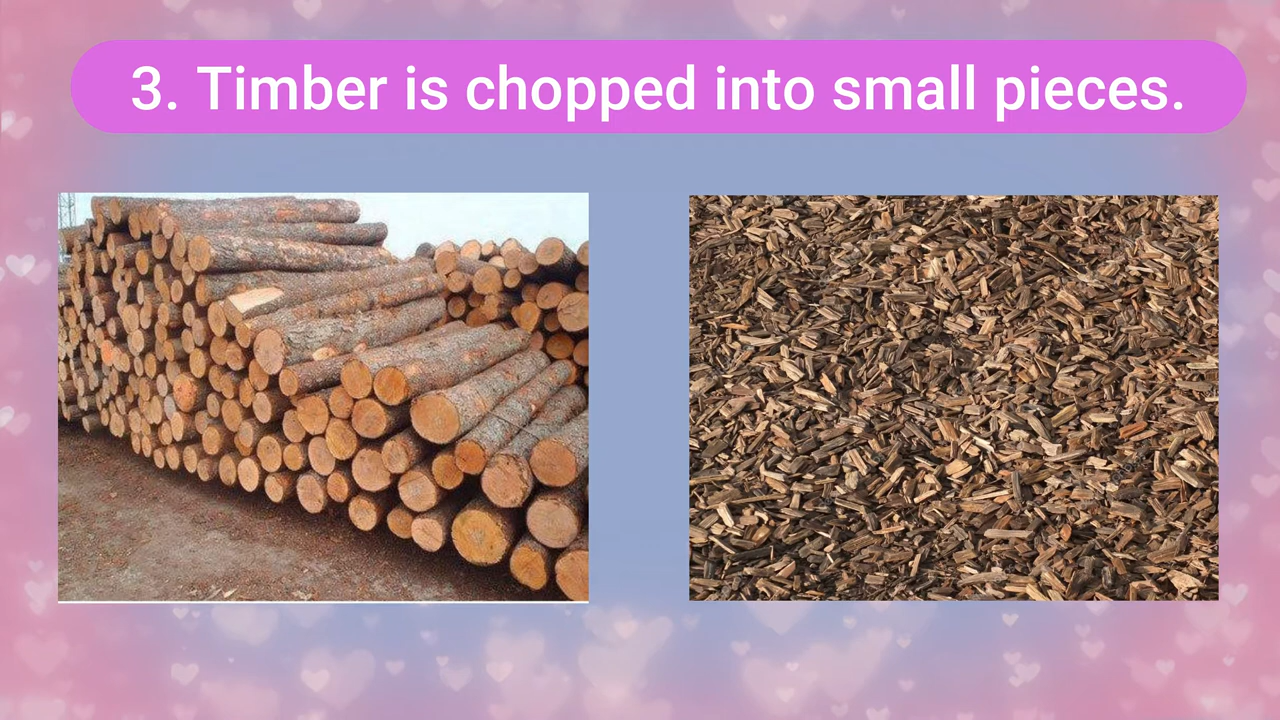 3. Timber is chopped into small pieces.